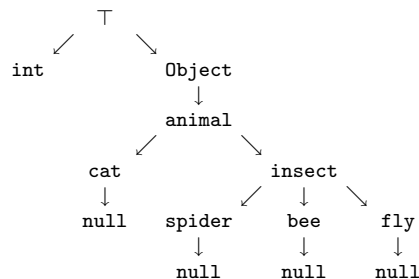 ⊤
int Object
animal
cat insect
null spider bee fly
null null null